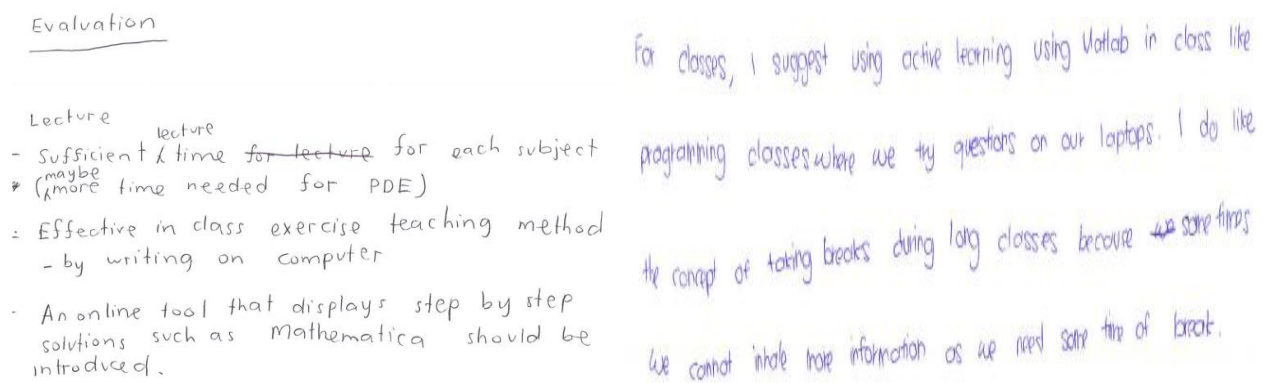 Evaluation
Lecture
- Sufficient lecture time for lecture for each subject
* (maybe more time needed for PDE)
- Effective in class exercise teaching method
- by writing on computer
- An online tool that displays step by step
solutions such as Mathematica should be
introduced.
For classes, I suggest using active learning using Matlab in class like
programming classes where we try questions on our laptops. I do like
the concept of taking breaks during long classes because we sometimes
we cannot inhale more information as we need some time of break.